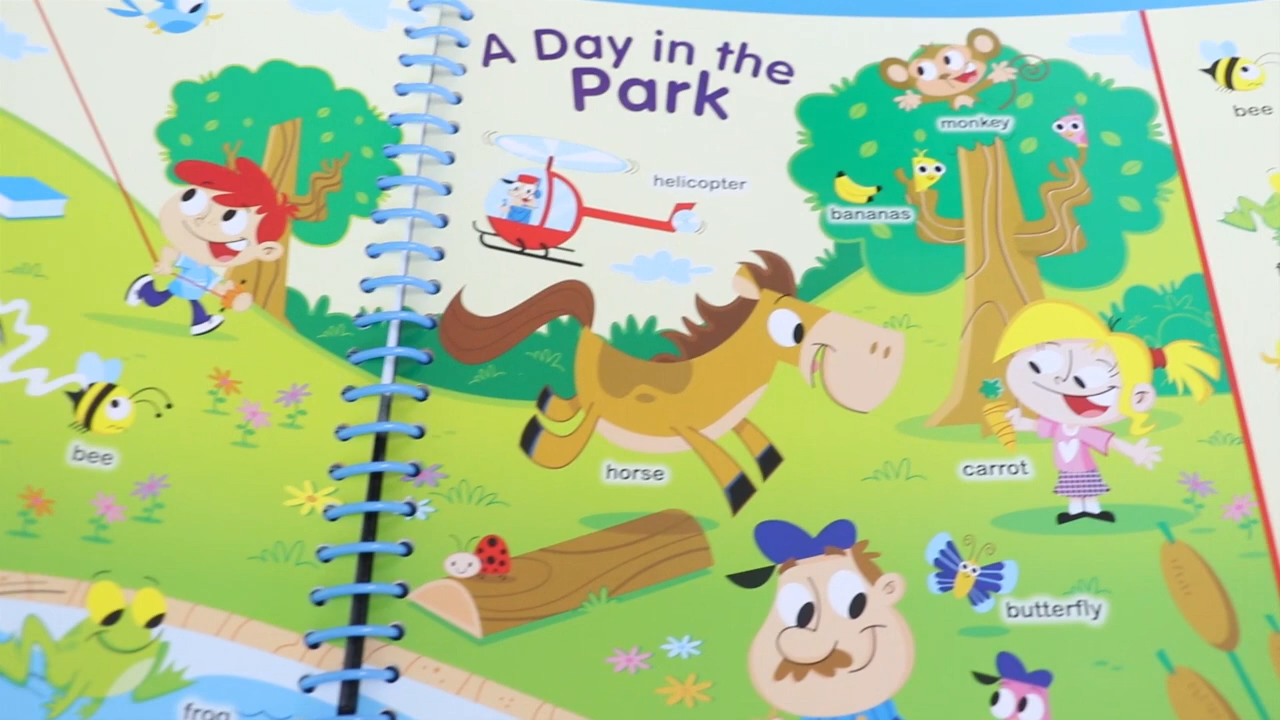 A Day in the
Park
monkey
bee
helicopter
bananas
bee
horse
carrot
butterfly
frog